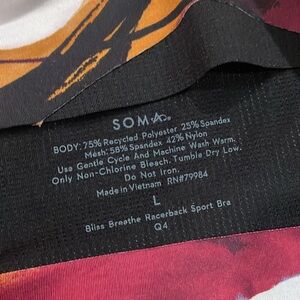 SOMA
BODY: 75% Recycled Polyester 25% Spandex
Mesh: 58% Spandex 42% Nylon
Use Gentle Cycle And Machine Wash Warm.
Only Non-Chlorine Bleach. Tumble Dry Low.
Do Not Iron.
Made in Vietnam RN#79984
L
Bliss Breathe Racerback Sport Bra
Q4